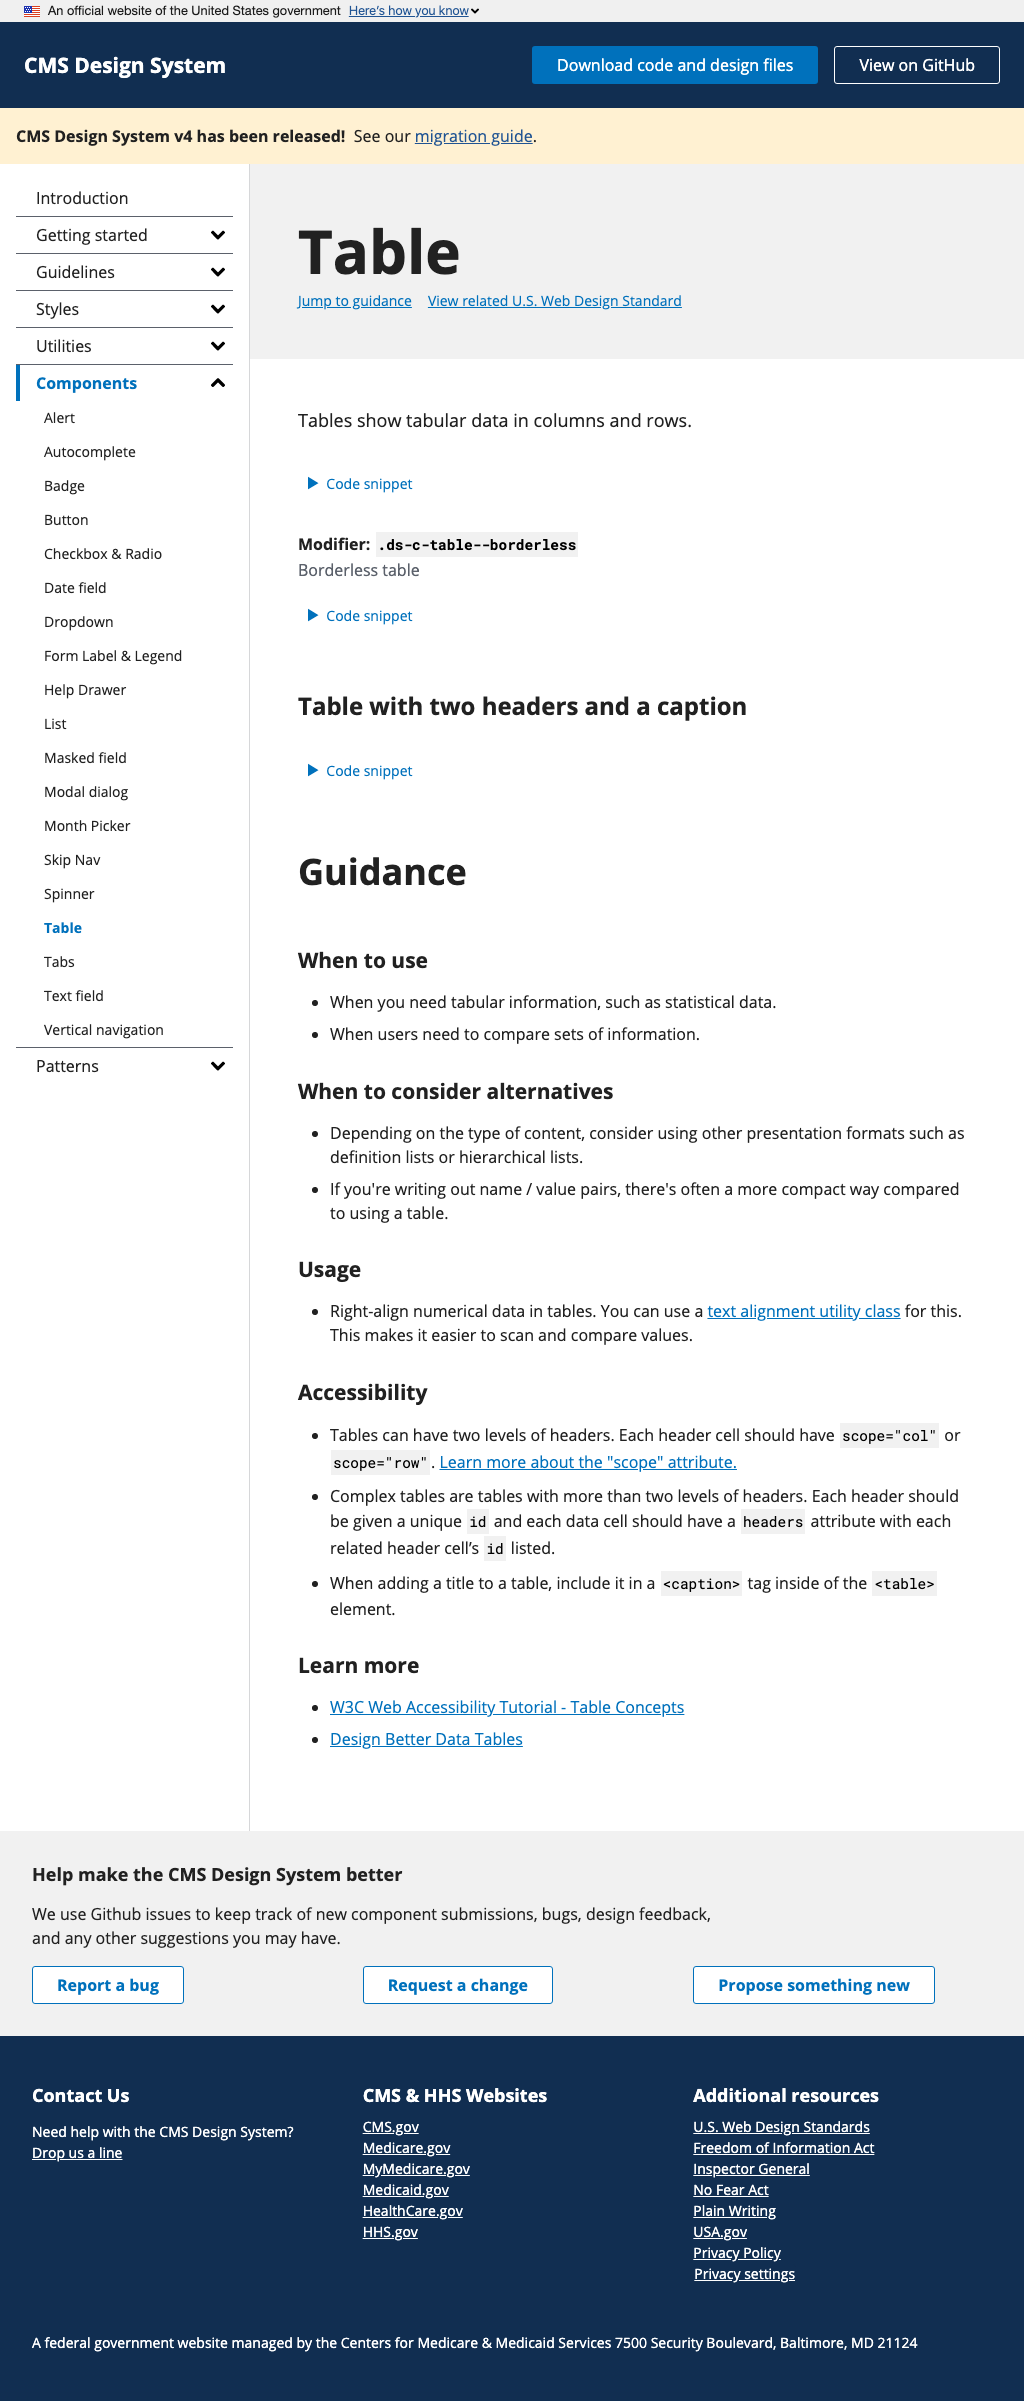 An official website of the United States government Here's how you know
CMS Design System
Download code and design files
View on GitHub
CMS Design System v4 has been released! See our migration guide.
Introduction
Getting started
Guidelines
Styles
Utilities
Components
Alert
Autocomplete
Badge
Button
Checkbox & Radio
Date field
Dropdown
Form Label & Legend
Help Drawer
List
Masked field
Modal dialog
Month Picker
Skip Nav
Spinner
Table
Tabs
Text field
Vertical navigation
Patterns
Table
Jump to guidance View related U.S. Web Design Standard
Tables show tabular data in columns and rows.
Code snippet
Modifier: .ds-c-table--borderless
Borderless table
Code snippet
Table with two headers and a caption
Code snippet
Guidance
When to use
When you need tabular information, such as statistical data.
When users need to compare sets of information.
When to consider alternatives
Depending on the type of content, consider using other presentation formats such as
definition lists or hierarchical lists.
If you're writing out name / value pairs, there's often a more compact way compared
to using a table.
Usage
Right-align numerical data in tables. You can use a text alignment utility class for this.
This makes it easier to scan and compare values.
Accessibility
Tables can have two levels of headers. Each header cell should have scope="col" or
scope="row". Learn more about the "scope" attribute.
Complex tables are tables with more than two levels of headers. Each header should
be given a unique id and each data cell should have a headers attribute with each
related header cell’s id listed.
When adding a title to a table, include it in a <caption> tag inside of the <table>
element.
Learn more
W3C Web Accessibility Tutorial - Table Concepts
Design Better Data Tables
Help make the CMS Design System better
We use Github issues to keep track of new component submissions, bugs, design feedback,
and any other suggestions you may have.
Report a bug
Request a change
Propose something new
Contact Us
Need help with the CMS Design System?
Drop us a line
CMS & HHS Websites
CMS.gov
Medicare.gov
MyMedicare.gov
Medicaid.gov
HealthCare.gov
HHS.gov
Additional resources
U.S. Web Design Standards
Freedom of Information Act
Inspector General
No Fear Act
Plain Writing
USA.gov
Privacy Policy
Privacy settings
A federal government website managed by the Centers for Medicare & Medicaid Services 7500 Security Boulevard, Baltimore, MD 21124